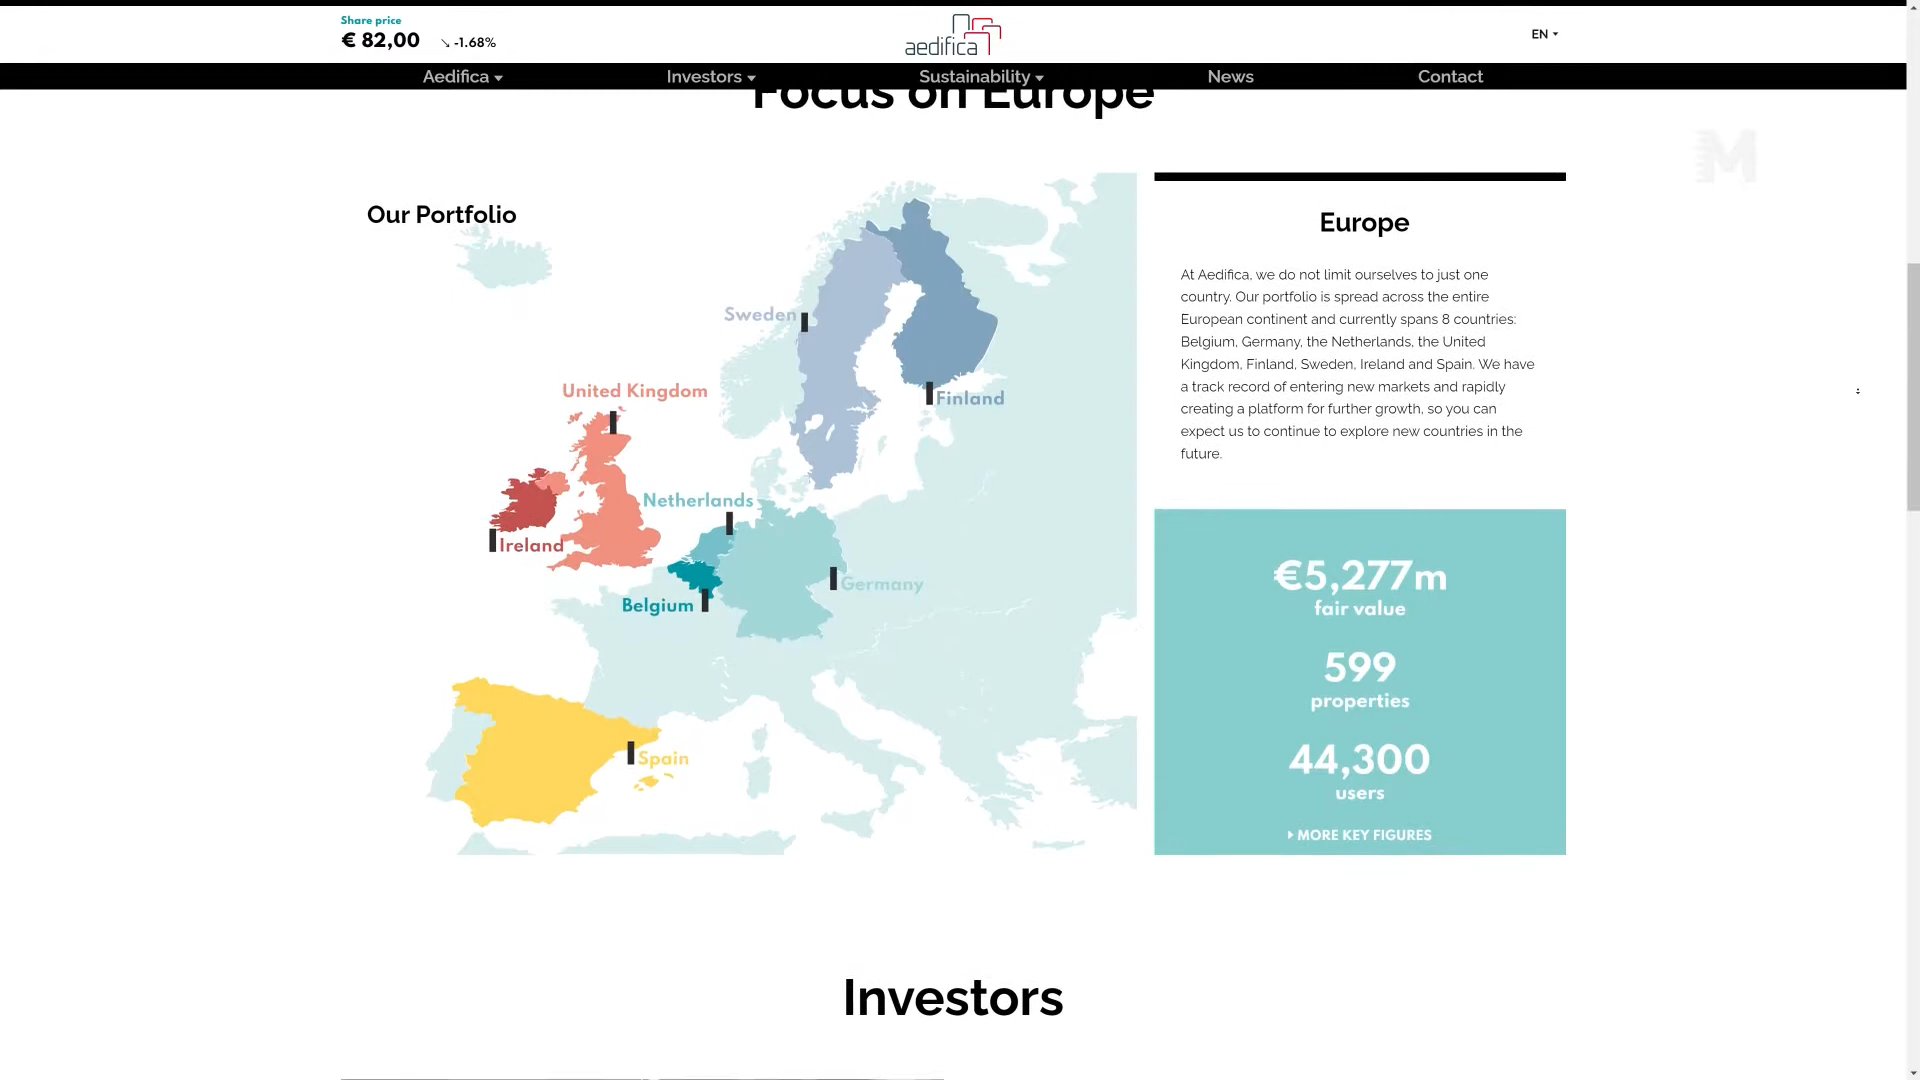 Share price
€ 82,00 ↘ -1.68%
aedifica
EN
Aedifica
Investors
Sustainability
News
Contact
Focus on Europe
Our Portfolio
Sweden
Finland
United Kingdom
Netherlands
Ireland
Germany
Belgium
Spain
Europe
At Aedifica, we do not limit ourselves to just one
country. Our portfolio is spread across the entire
European continent and currently spans 8 countries:
Belgium, Germany, the Netherlands, the United
Kingdom, Finland, Sweden, Ireland and Spain. We have
a track record of entering new markets and rapidly
creating a platform for further growth, so you can
expect us to continue to explore new countries in the
future.
€5,277m
fair value
599
properties
44,300
users
MORE KEY FIGURES
Investors
M